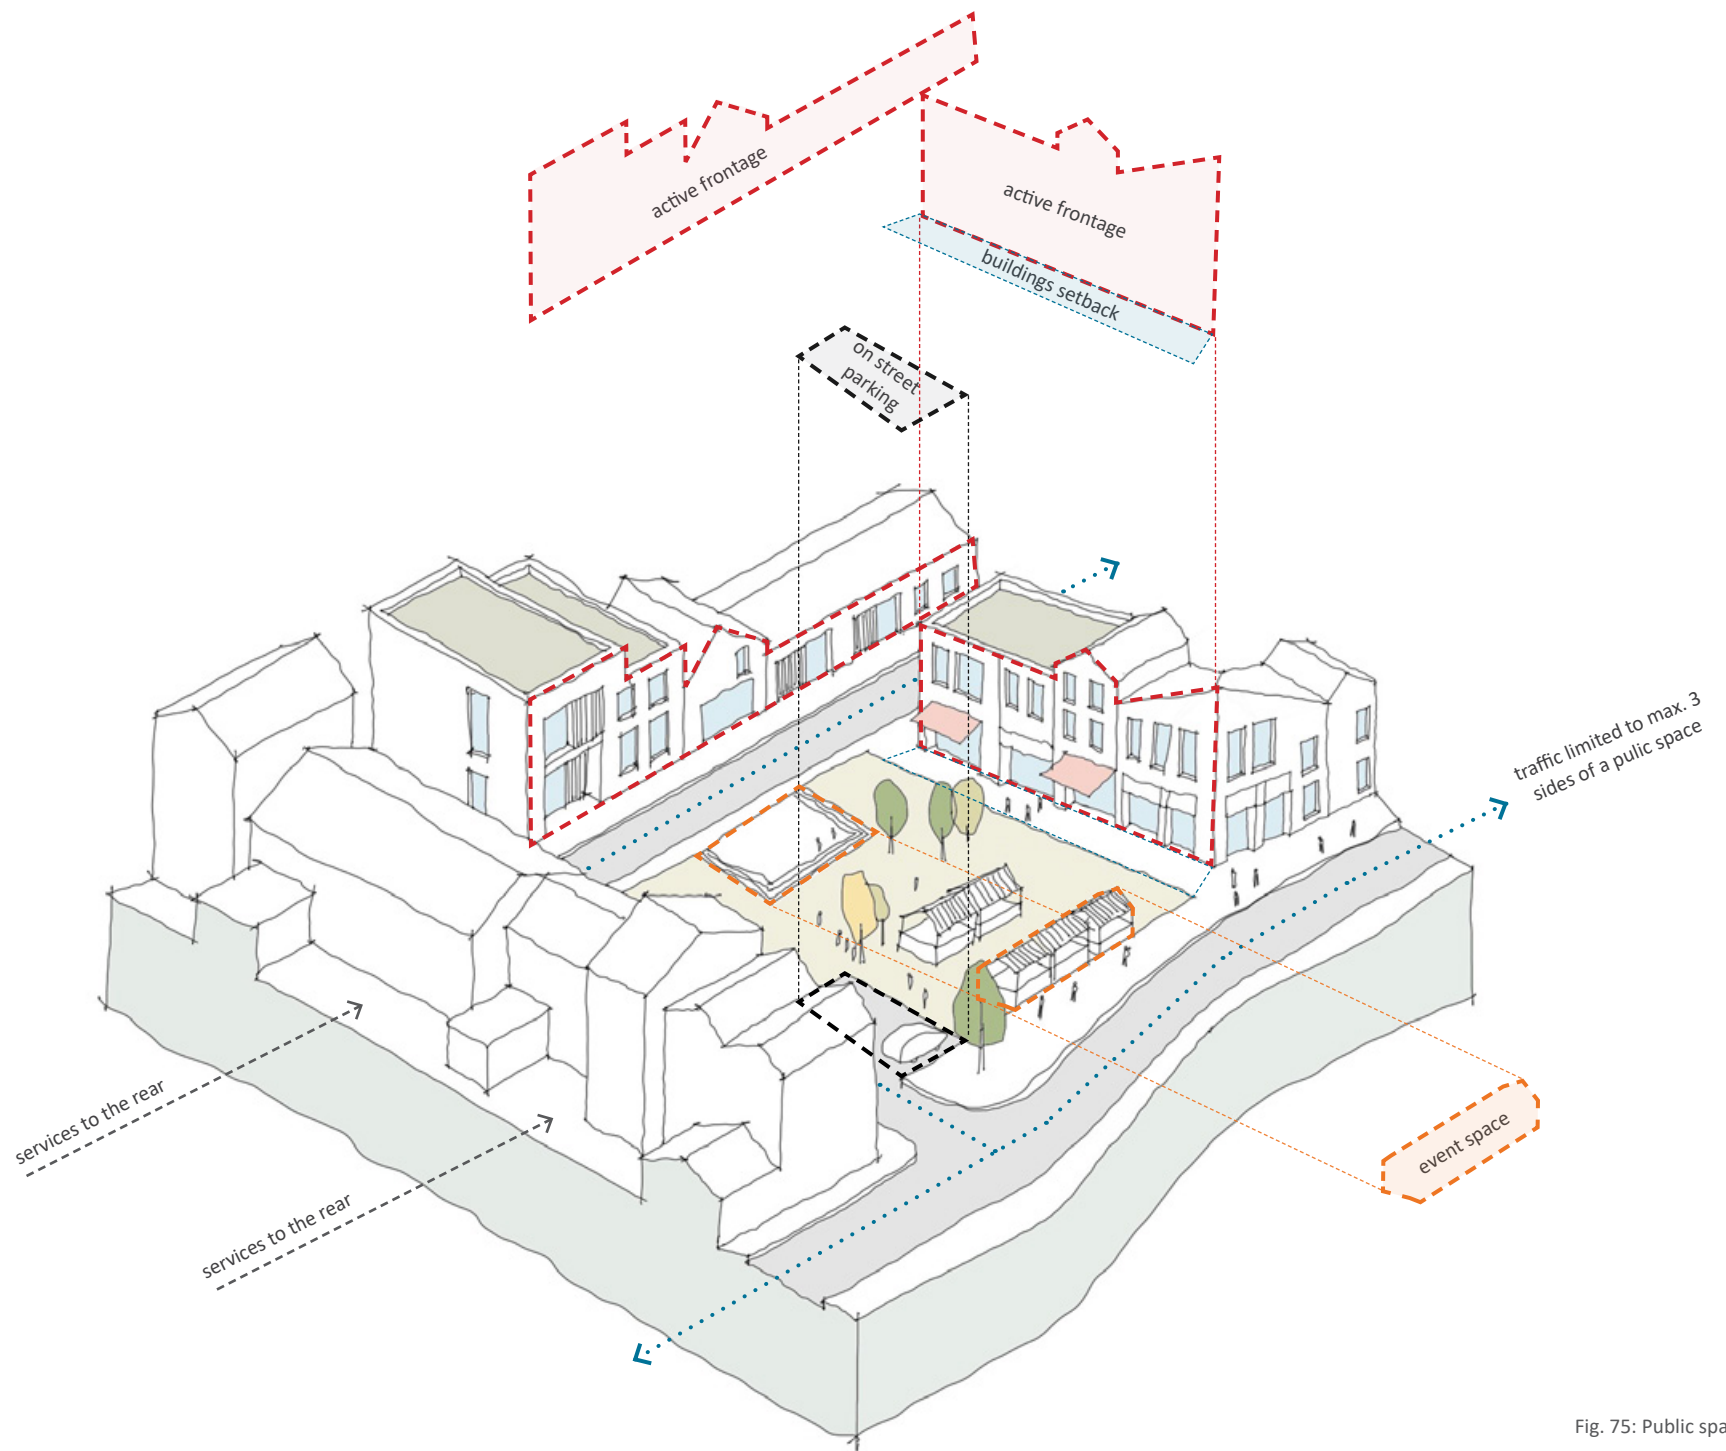 active frontage
active frontage
buildings setback
on street
parking
traffic limited to max. 3
sides of a pulic space
services to the rear
services to the rear
event space
Fig. 75: Public spa